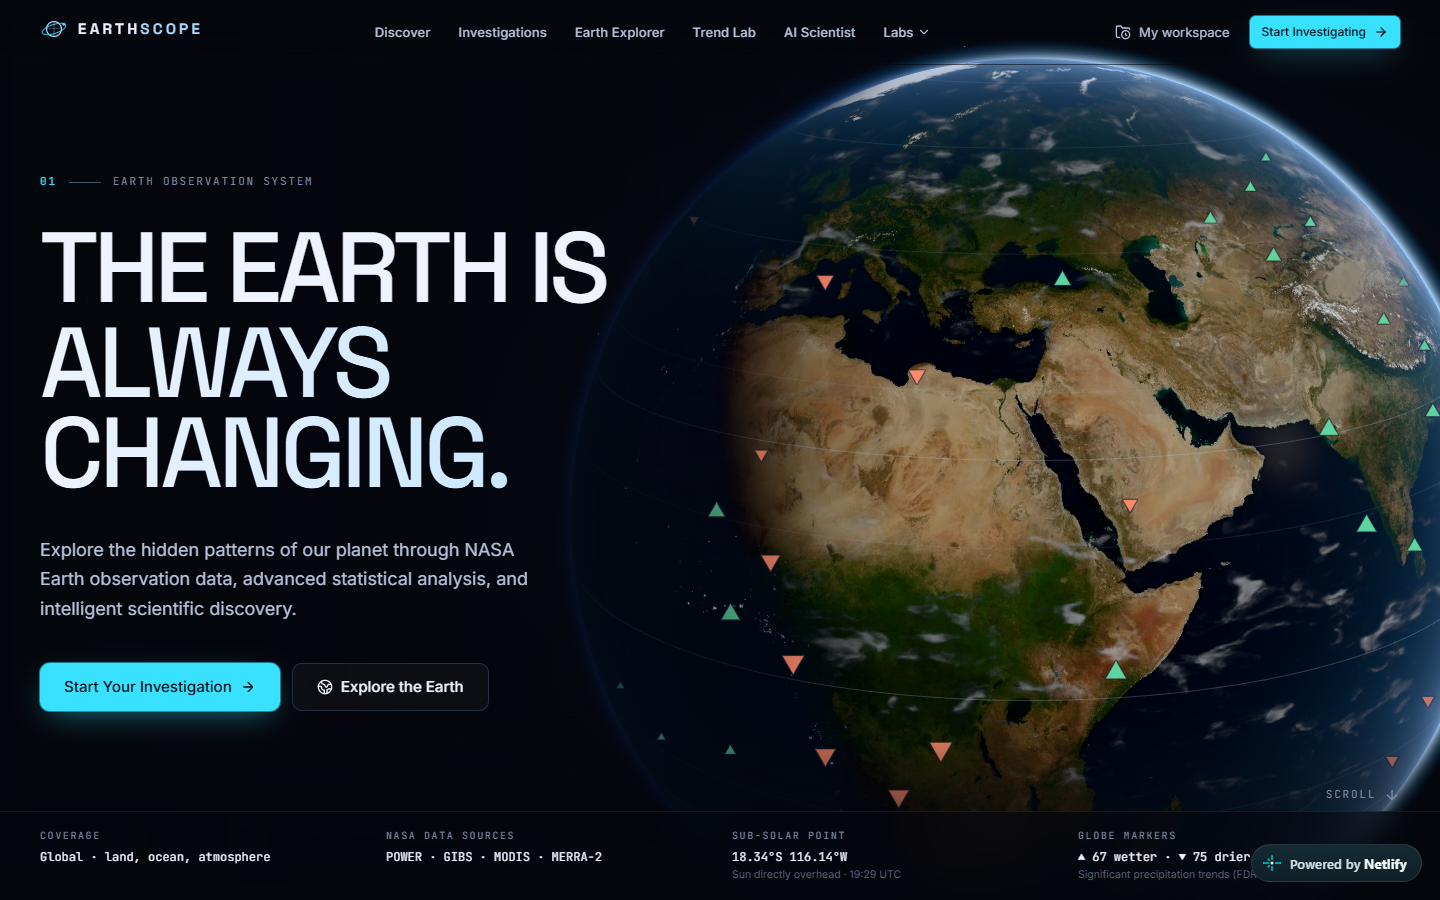 EARTHSCOPE
Discover
Investigations
Earth Explorer
Trend Lab
AI Scientist
Labs
My workspace
Start Investigating →
01
EARTH OBSERVATION SYSTEM
THE EARTH IS
ALWAYS
CHANGING.
Explore the hidden patterns of our planet through NASA
Earth observation data, advanced statistical analysis, and
intelligent scientific discovery.
Start Your Investigation →
Explore the Earth
SCROLL ↓
COVERAGE
Global · land, ocean, atmosphere
NASA DATA SOURCES
POWER · GIBS · MODIS · MERRA-2
SUB-SOLAR POINT
18.34°S 116.14°W
Sun directly overhead · 19:29 UTC
GLOBE MARKERS
▲ 67 wetter · ▼ 75 drier
Significant precipitation trends (FDR
Powered by Netlify